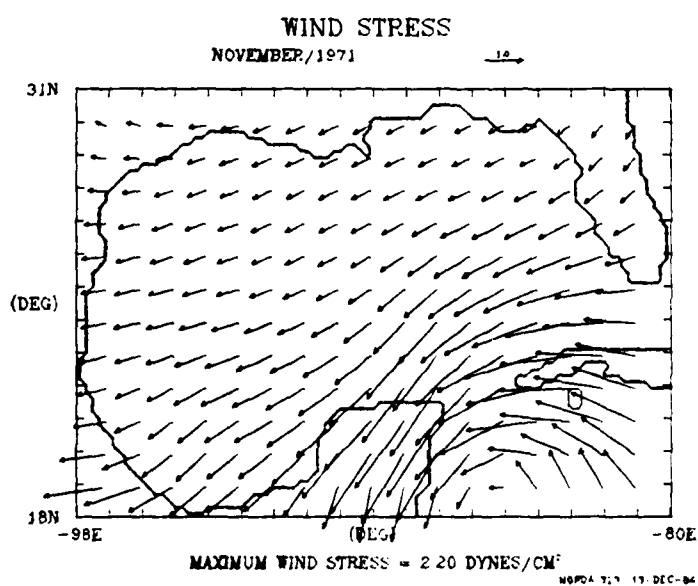 WIND STRESS
NOVEMBER/1971
1.0
31N
(DEG)
18N
-98E
(DEG)
-80E
MAXIMUM WIND STRESS = 2.20 DYNES/CM²